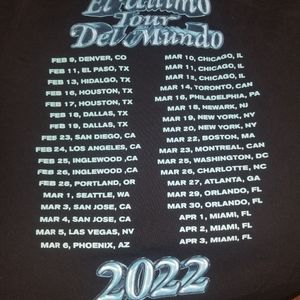 El Último
Tour
Del Mundo
FEB 9, DENVER, CO
FEB 11, EL PASO, TX
FEB 13, HIDALGO, TX
FEB 16, HOUSTON, TX
FEB 17, HOUSTON, TX
FEB 18, DALLAS, TX
FEB 19, DALLAS, TX
FEB 23, SAN DIEGO, CA
FEB 24, LOS ANGELES, CA
FEB 25, INGLEWOOD ,CA
FEB 26, INGLEWOOD ,CA
FEB 28, PORTLAND, OR
MAR 1, SEATTLE, WA
MAR 3, SAN JOSE, CA
MAR 4, SAN JOSE, CA
MAR 5, LAS VEGAS, NV
MAR 6, PHOENIX, AZ
MAR 10, CHICAGO, IL
MAR 11, CHICAGO, IL
MAR 12, CHICAGO, IL
MAR 14, TORONTO, CAN
MAR 16, PHILADELPHIA, PA
MAR 18, NEWARK, NJ
MAR 19, NEW YORK, NY
MAR 20, NEW YORK, NY
MAR 22, BOSTON, MA
MAR 23, MONTREAL, CAN
MAR 25, WASHINGTON, DC
MAR 26, CHARLOTTE, NC
MAR 27, ATLANTA, GA
MAR 29, ORLANDO, FL
MAR 30, ORLANDO, FL
APR 1, MIAMI, FL
APR 2, MIAMI, FL
APR 3, MIAMI, FL
2022